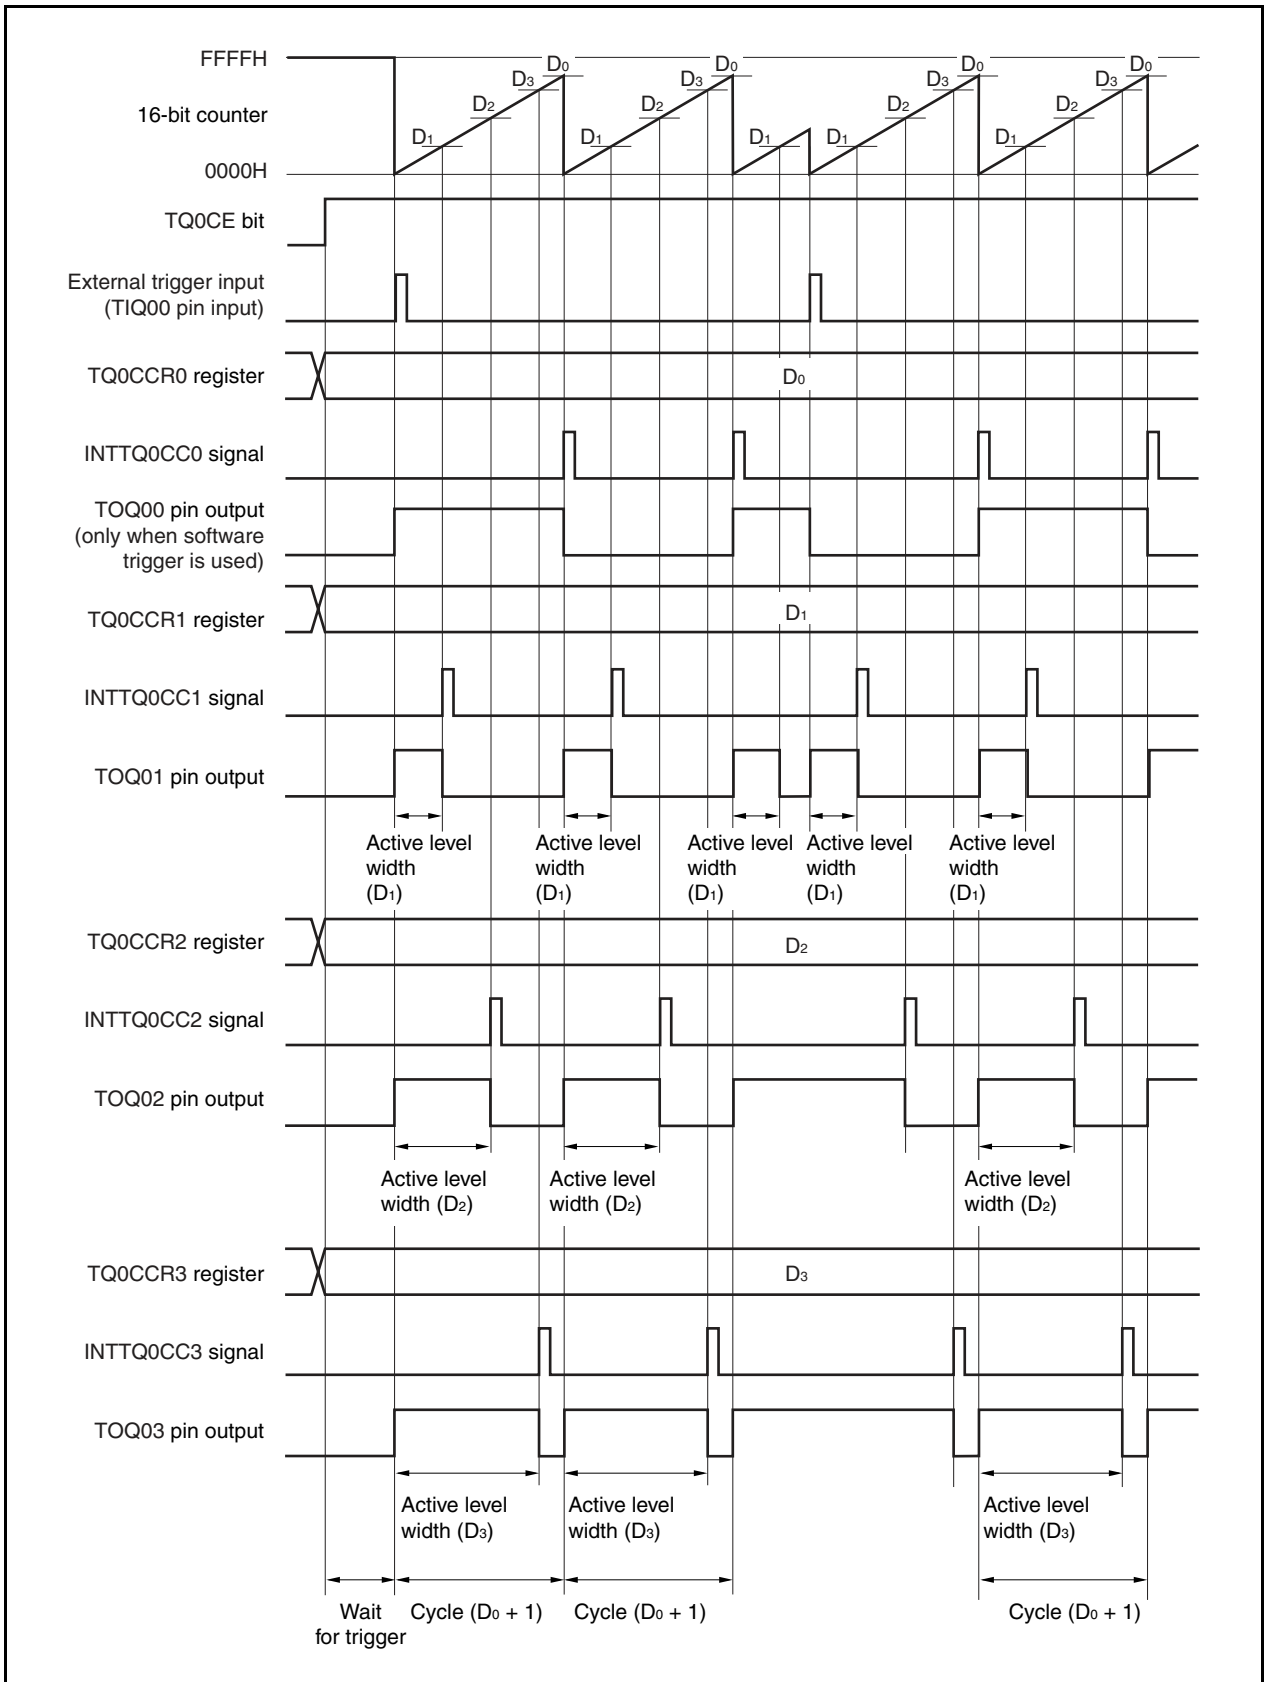 FFFFH
D₀ D₀ D₀ D₀
D₃ D₃ D₃ D₃
D₂ D₂ D₂ D₂
16-bit counter
D₁ D₁ D₁ D₁ D₁
0000H
TQ0CE bit
External trigger input
(TIQ00 pin input)
TQ0CCR0 register
D₀
INTTQ0CC0 signal
TOQ00 pin output
(only when software
trigger is used)
TQ0CCR1 register
D₁
INTTQ0CC1 signal
TOQ01 pin output
Active level
width
(D₁)
Active level
width
(D₁)
Active level
width
(D₁)
Active level
width
(D₁)
Active level
width
(D₁)
TQ0CCR2 register
D₂
INTTQ0CC2 signal
TOQ02 pin output
Active level
width (D₂)
Active level
width (D₂)
Active level
width (D₂)
TQ0CCR3 register
D₃
INTTQ0CC3 signal
TOQ03 pin output
Active level
width (D₃)
Active level
width (D₃)
Active level
width (D₃)
Wait
for trigger
Cycle (D₀ + 1)
Cycle (D₀ + 1)
Cycle (D₀ + 1)